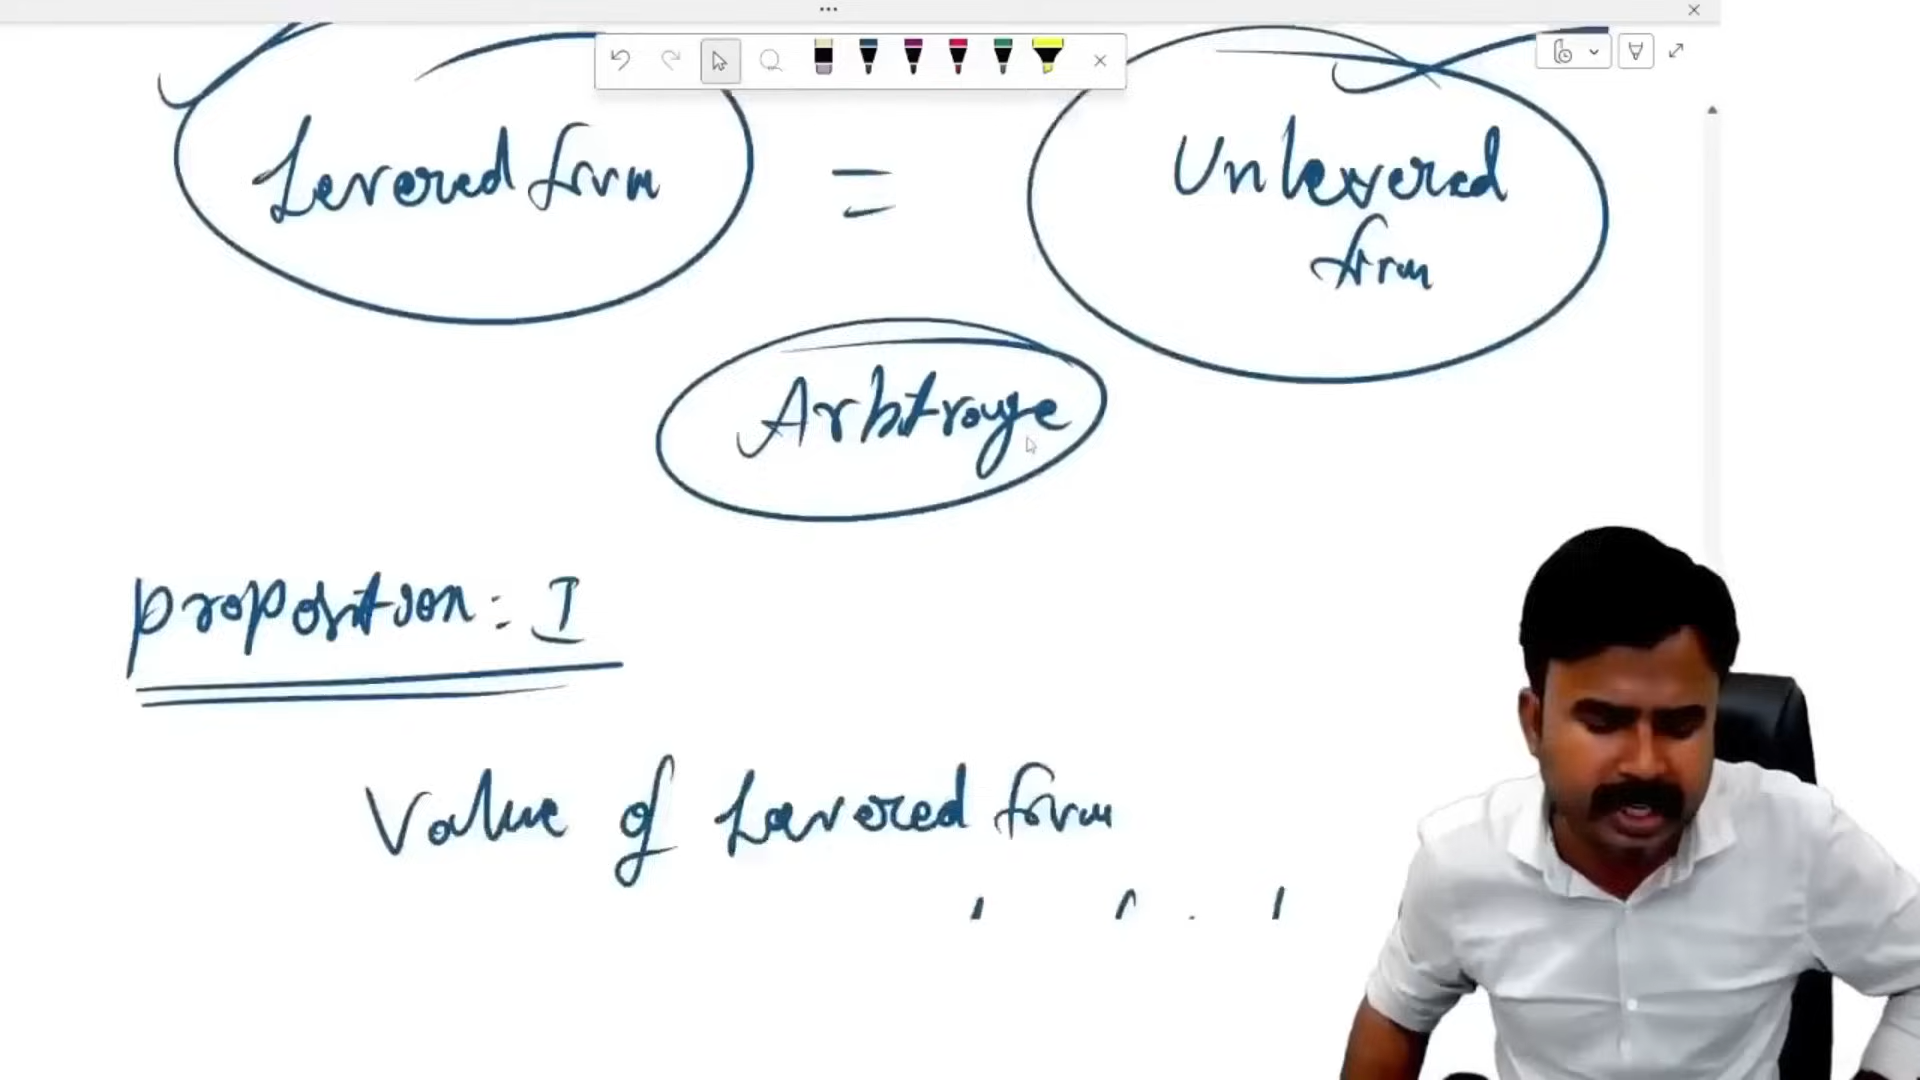 Levered firm = Unlevered
firm
Arbitrage
Proposition: I
Value of Levered firm